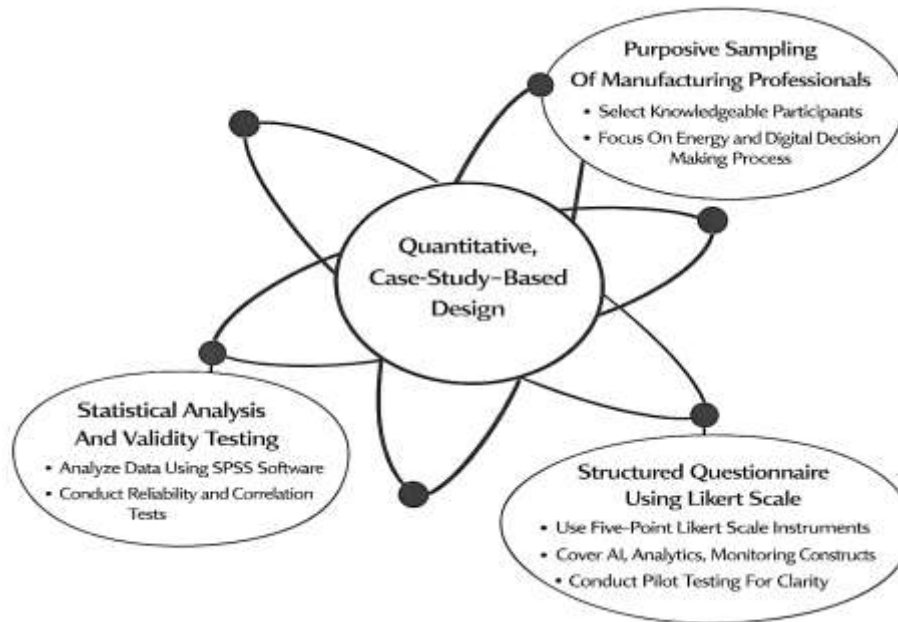 Purposive Sampling
Of Manufacturing Professionals
• Select Knowledgeable Participants
• Focus On Energy and Digital Decision
Making Process
Quantitative,
Case-Study–Based
Design
Statistical Analysis
And Validity Testing
• Analyze Data Using SPSS Software
• Conduct Reliability and Correlation
Tests
Structured Questionnaire
Using Likert Scale
• Use Five-Point Likert Scale Instruments
• Cover AI, Analytics, Monitoring Constructs
• Conduct Pilot Testing For Clarity